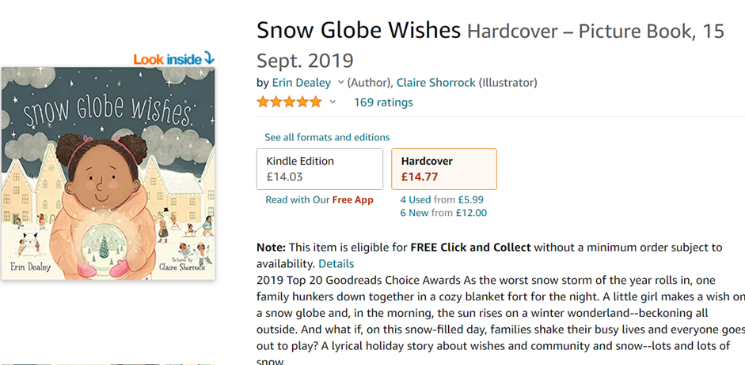 Snow Globe Wishes Hardcover – Picture Book, 15
Sept. 2019
Look inside
by Erin Dealey (Author), Claire Shorrock (Illustrator)
169 ratings
snow globe wishes
Erin Dealey
Pictures by
Claire Shorrock
See all formats and editions
Kindle Edition
£14.03
Hardcover
£14.77
Read with Our Free App
4 Used from £5.99
6 New from £12.00
Note: This item is eligible for FREE Click and Collect without a minimum order subject to
availability. Details
2019 Top 20 Goodreads Choice Awards As the worst snow storm of the year rolls in, one
family hunkers down together in a cozy blanket fort for the night. A little girl makes a wish on
a snow globe and, in the morning, the sun rises on a winter wonderland--beckoning all
outside. And what if, on this snow-filled day, families shake their busy lives and everyone goes
out to play? A lyrical holiday story about wishes and community and snow--lots and lots of
snow.